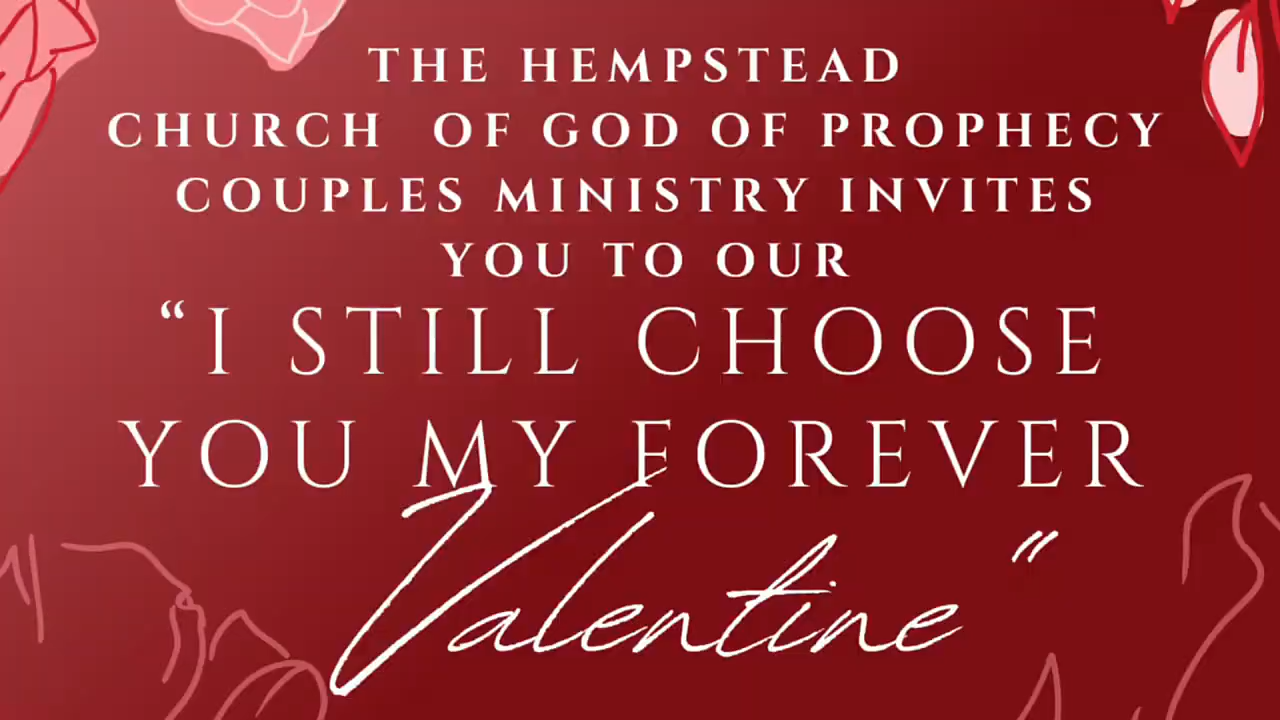 THE HEMPSTEAD
CHURCH OF GOD OF PROPHECY
COUPLES MINISTRY INVITES
YOU TO OUR
“I STILL CHOOSE
YOU MY FOREVER
Valentine “